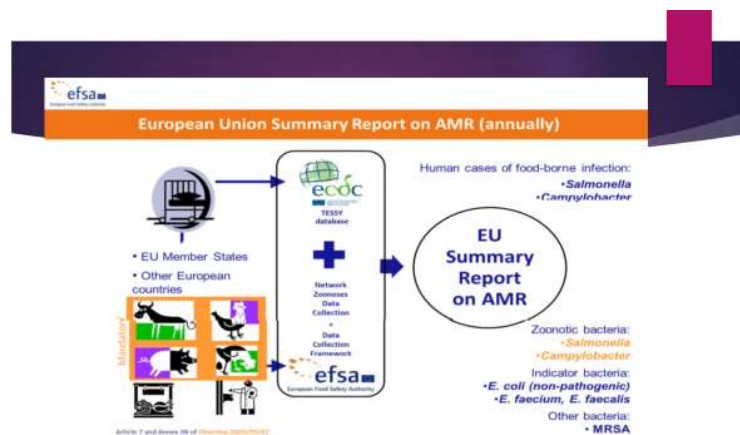 efsa
European Food Safety Authority
European Union Summary Report on AMR (annually)
ecdc
TESSY
database
Network
Zoonoses
Data
Collection
+
Data
Collection
Framework
efsa
European Food Safety Authority
• EU Member States
• Other European
countries
Mandatory
Article 7 and Annex IIB of Directive
Human cases of food-borne infection:
•Salmonella
•Campylobacter
EU
Summary
Report
on AMR
Zoonotic bacteria:
•Salmonella
•Campylobacter
Indicator bacteria:
•E. coli (non-pathogenic)
•E. faecium, E. faecalis
Other bacteria:
• MRSA